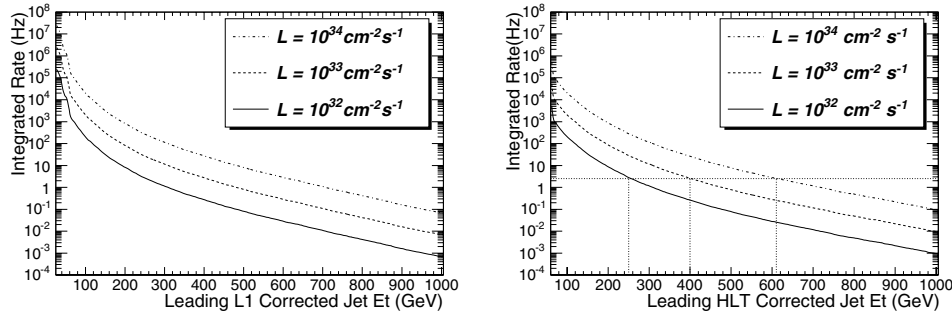 Integrated Rate (Hz)
10^8
10^7
10^6
10^5
10^4
10^3
10^2
10
1
10^-1
10^-2
10^-3
10^-4
L = 10^34 cm^-2 s^-1
L = 10^33 cm^-2 s^-1
L = 10^32 cm^-2 s^-1
100 200 300 400 500 600 700 800 900 1000
Leading L1 Corrected Jet Et (GeV)
Integrated Rate(Hz)
10^8
10^7
10^6
10^5
10^4
10^3
10^2
10
1
10^-1
10^-2
10^-3
10^-4
L = 10^34 cm^-2 s^-1
L = 10^33 cm^-2 s^-1
L = 10^32 cm^-2 s^-1
100 200 300 400 500 600 700 800 900 1000
Leading HLT Corrected Jet Et (GeV)